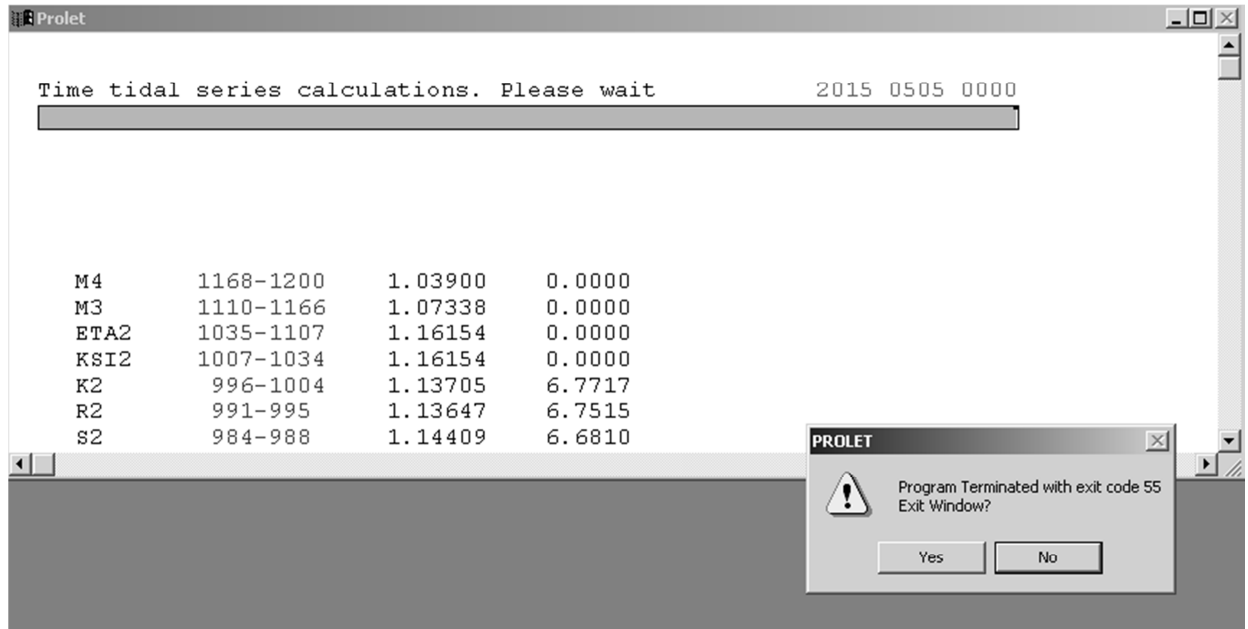 Prolet
Time tidal series calculations. Please wait 2015 0505 0000
M4 1168-1200 1.03900 0.0000
M3 1110-1166 1.07338 0.0000
ETA2 1035-1107 1.16154 0.0000
KSI2 1007-1034 1.16154 0.0000
K2 996-1004 1.13705 6.7717
R2 991-995 1.13647 6.7515
S2 984-988 1.14409 6.6810
PROLET
Program Terminated with exit code 55
Exit Window?
Yes No